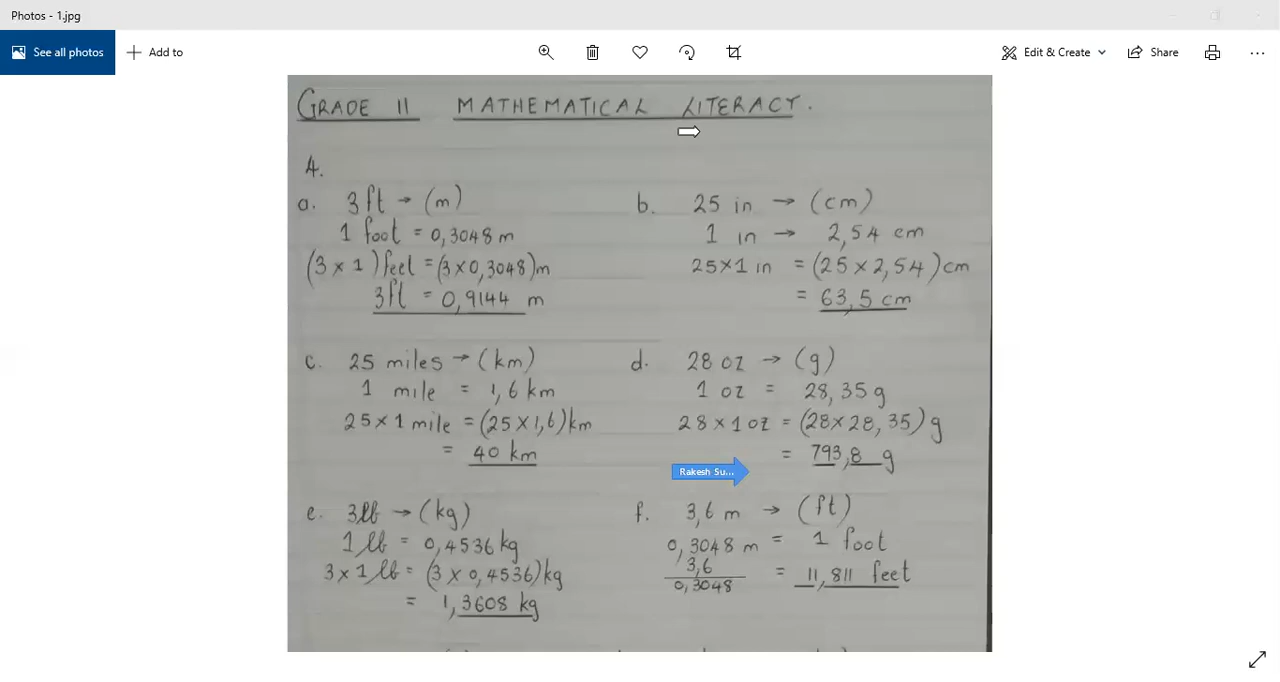 Photos - 1.jpg
See all photos
Add to
Edit & Create
Share
GRADE 11 MATHEMATICAL LITERACY.
4.
a. 3ft → (m)
1 foot = 0,3048 m
(3 x 1) feet = (3 x 0,3048) m
3ft = 0,9144 m
b. 25 in → (cm)
1 in → 2,54 cm
25 x 1 in = (25 x 2,54) cm
= 63,5 cm
c. 25 miles → (km)
1 mile = 1,6 km
25 x 1 mile = (25 x 1,6) km
= 40 km
d. 28 oz → (g)
1 oz = 28,35 g
28 x 1 oz = (28 x 28,35) g
= 793,8 g
Rakesh Su...
e. 3lb → (kg)
1 lb = 0,4536 kg
3 x 1 lb = (3 x 0,4536) kg
= 1,3608 kg
f. 3,6 m → (ft)
0,3048 m = 1 foot
3,6
0,3048
= 11,811 feet